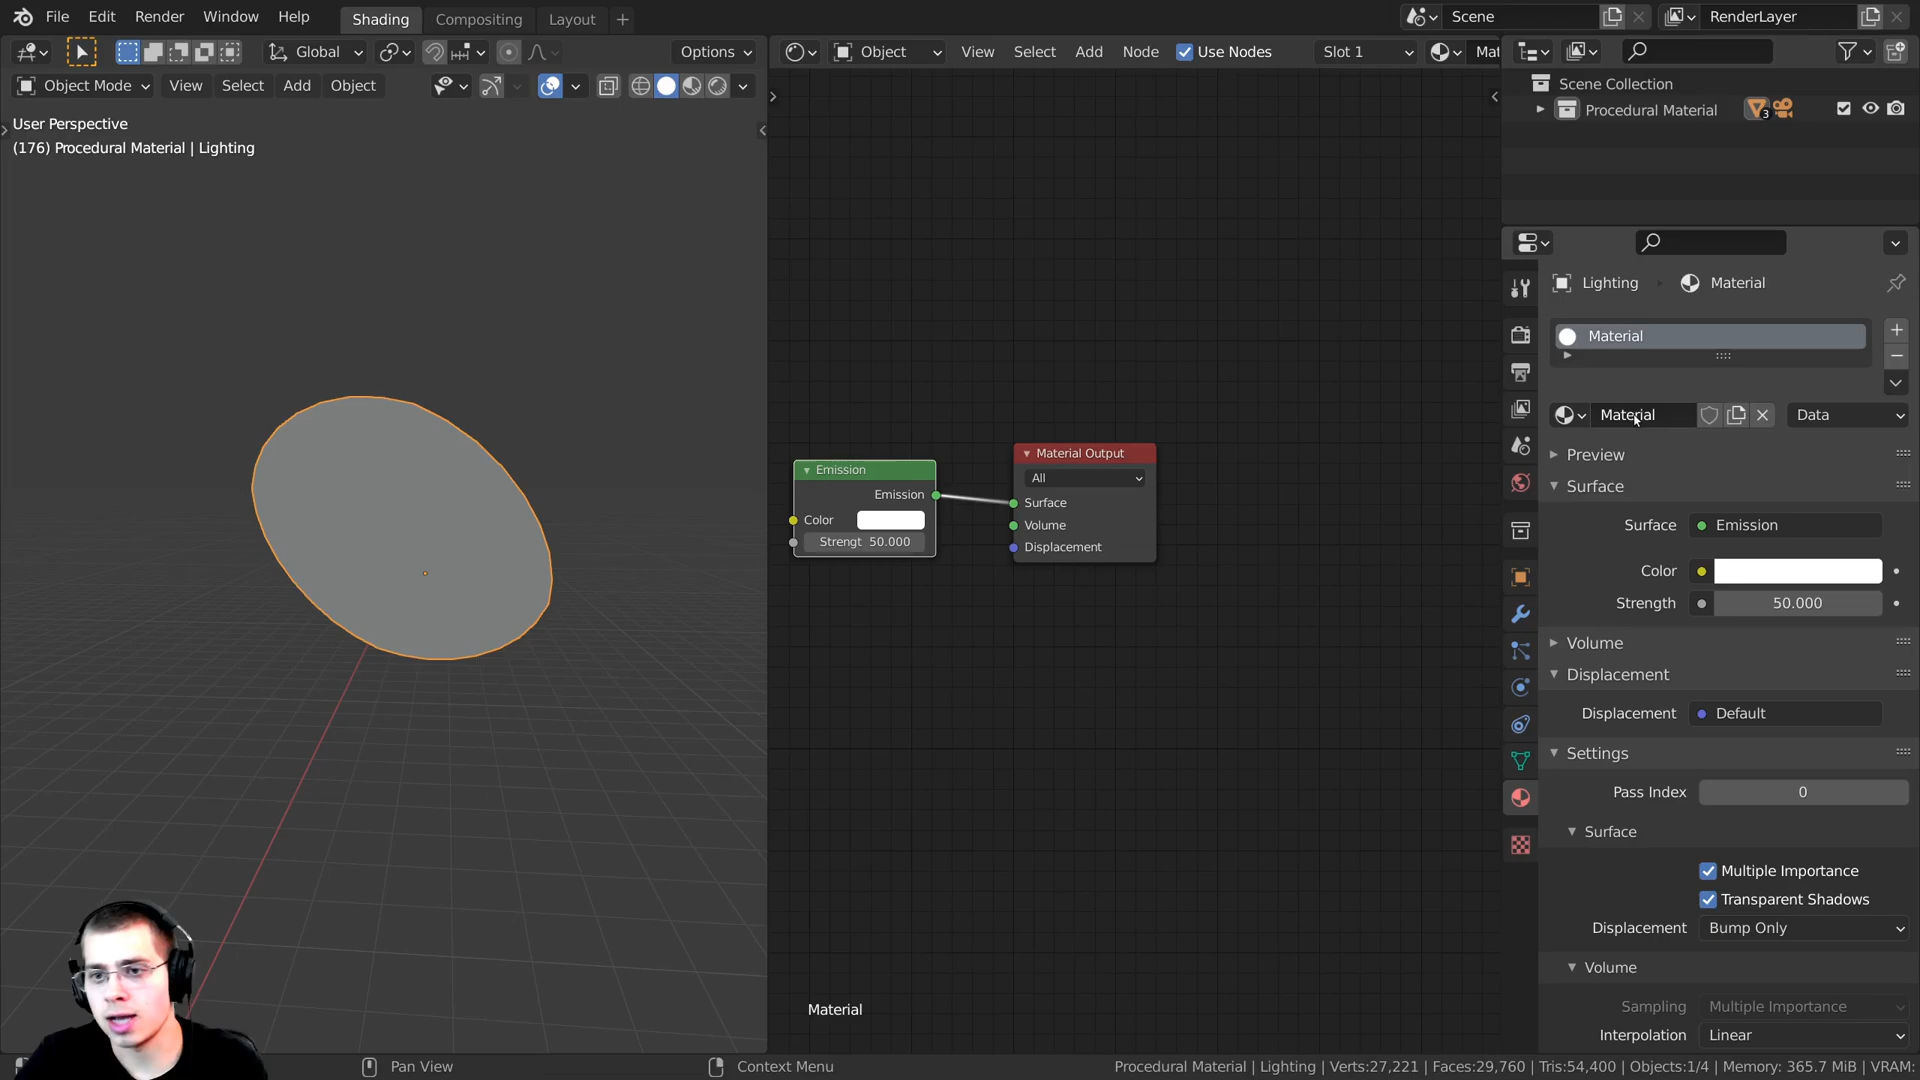 File Edit Render Window Help Shading Compositing Layout + Scene RenderLayer
Global Options Object View Select Add Node Use Nodes Slot 1 Mat
Object Mode View Select Add Object
User Perspective
(176) Procedural Material | Lighting
Scene Collection
Procedural Material 3
Lighting Material
Material
Material Data
Preview
Surface
Surface Emission
Color
Strength 50.000
Volume
Displacement
Displacement Default
Settings
Pass Index 0
Surface
Multiple Importance
Transparent Shadows
Displacement Bump Only
Volume
Sampling Multiple Importance
Interpolation Linear
Emission
Emission
Color
Strengt 50.000
Material Output
All
Surface
Volume
Displacement
Material
Pan View Context Menu Procedural Material | Lighting | Verts:27,221 | Faces:29,760 | Tris:54,400 | Objects:1/4 | Memory: 365.7 MiB | VRAM: